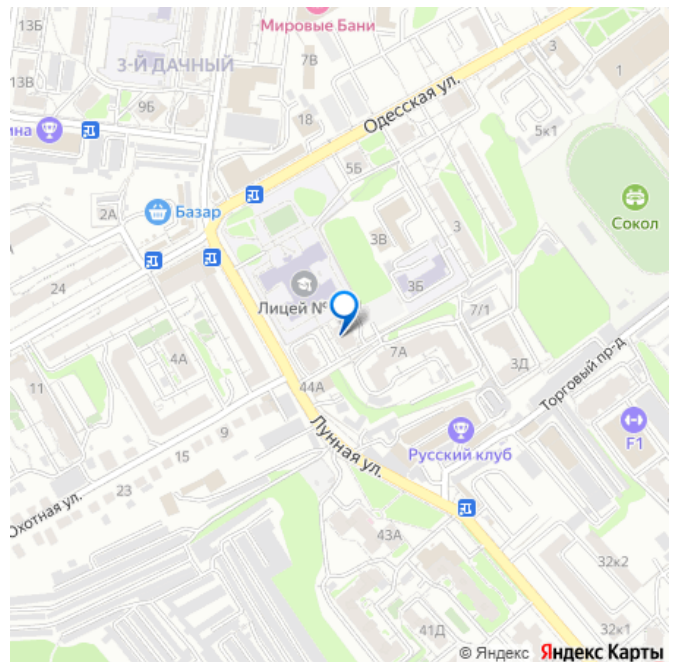 13Б
Мировые Бани
3
3-Й ДАЧНЫЙ
7В
1
13В
9Б
18
Одесская ул.
ина
5к1
5Б
2А
Базар
3В
3
Сокол
24
Лицей №
3Б
7/1
4А
7А
3Д
Торговый пр-д
11
44А
9
Лунная ул.
Русский клуб
F1
15
23
Охотная ул.
43А
32к2
41Д
32к1
© Яндекс Яндекс Карты